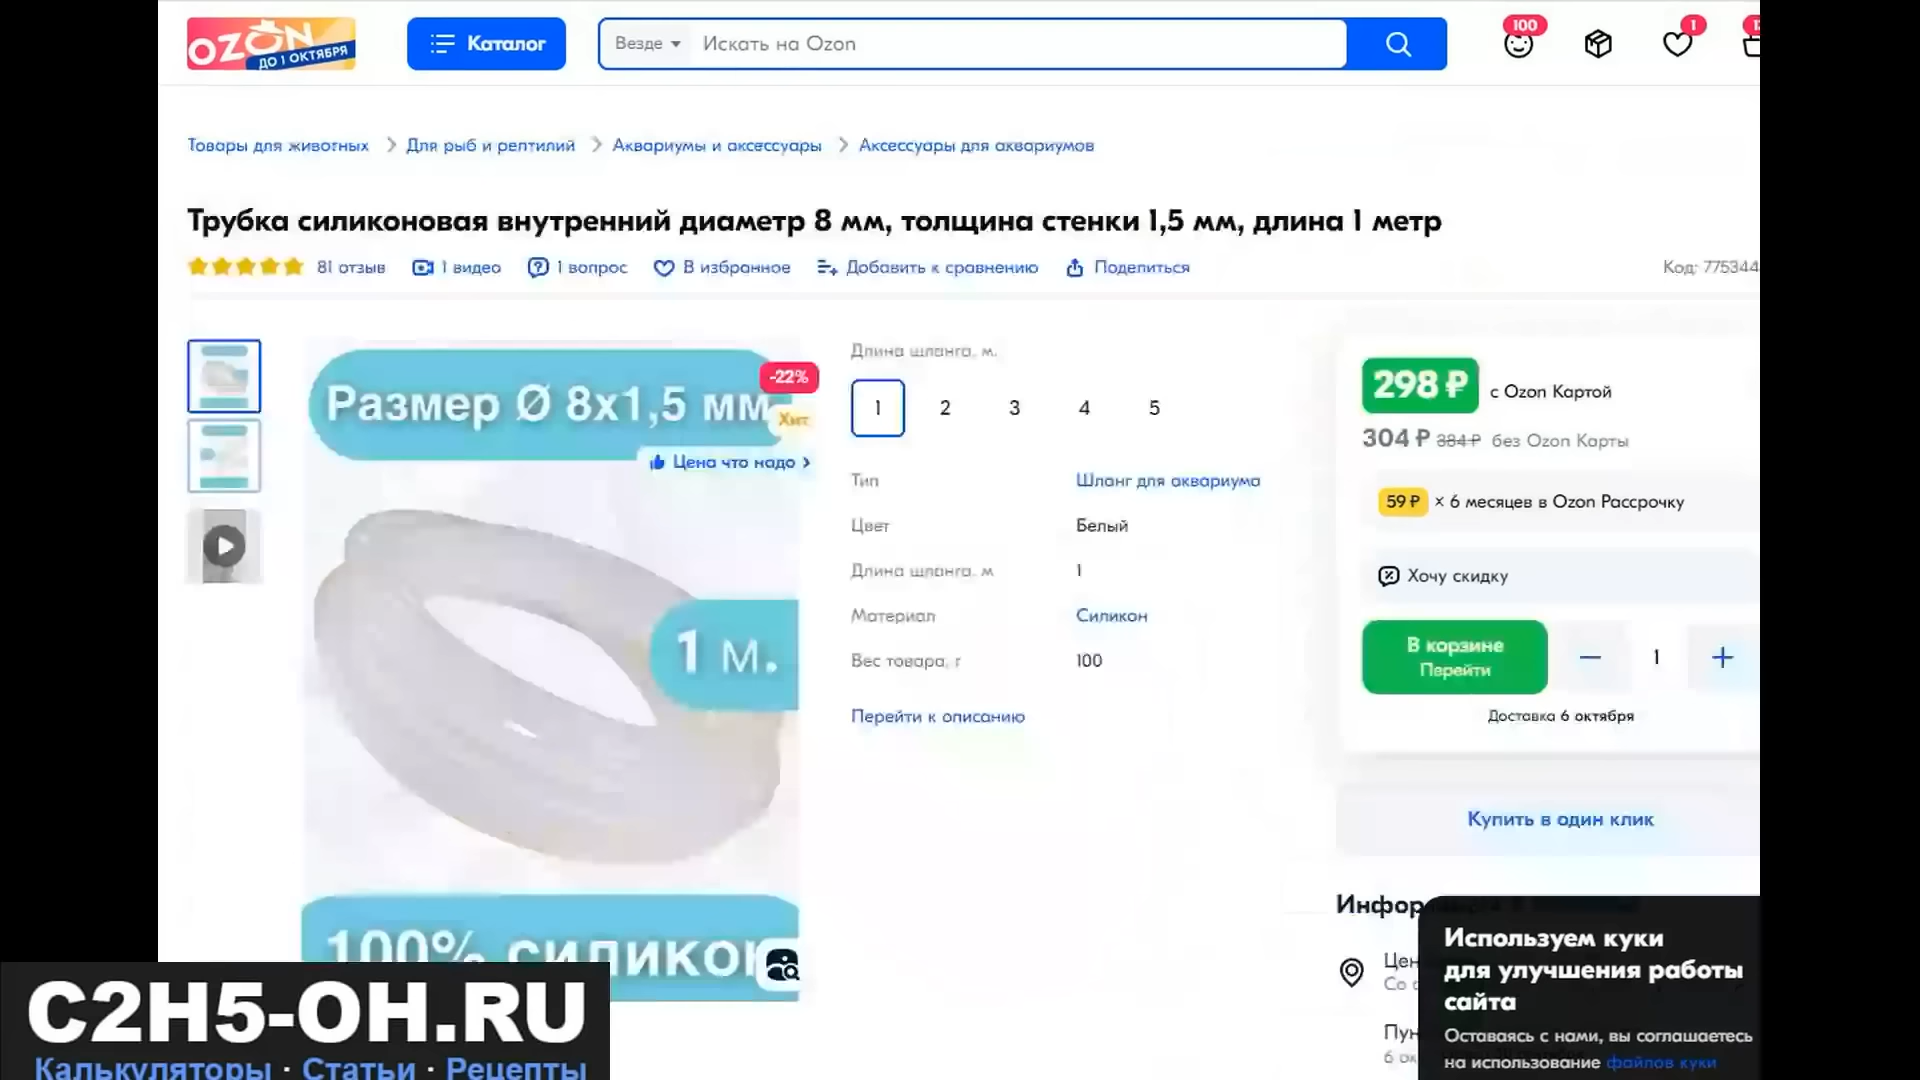 OZON
ДО 1 ОКТЯБРЯ
Каталог
Везде
Искать на Ozon
100
1
Товары для животных
Для рыб и рептилий
Аквариумы и аксессуары
Аксессуары для аквариумов
Трубка силиконовая внутренний диаметр 8 мм, толщина стенки 1,5 мм, длина 1 метр
81 отзыв
1 видео
1 вопрос
В избранное
Добавить к сравнению
Поделиться
Код: 775344
Размер Ø 8x1,5 мм
-22%
Хит
Цена что надо
1 м.
100% силикон
Длина шланга, м.
1 2 3 4 5
Тип Шланг для аквариума
Цвет Белый
Длина шланга, м 1
Материал Силикон
Вес товара, г 100
Перейти к описанию
298 ₽ с Ozon Картой
304 ₽ 384 ₽ без Ozon Карты
59 ₽ × 6 месяцев в Ozon Рассрочку
Хочу скидку
В корзине
Перейти
1
Доставка 6 октября
Купить в один клик
Используем куки
для улучшения работы
сайта
Оставаясь с нами, вы соглашаетесь
на использование файлов куки
C2H5-OH.RU
Калькуляторы · Статьи · Рецепты